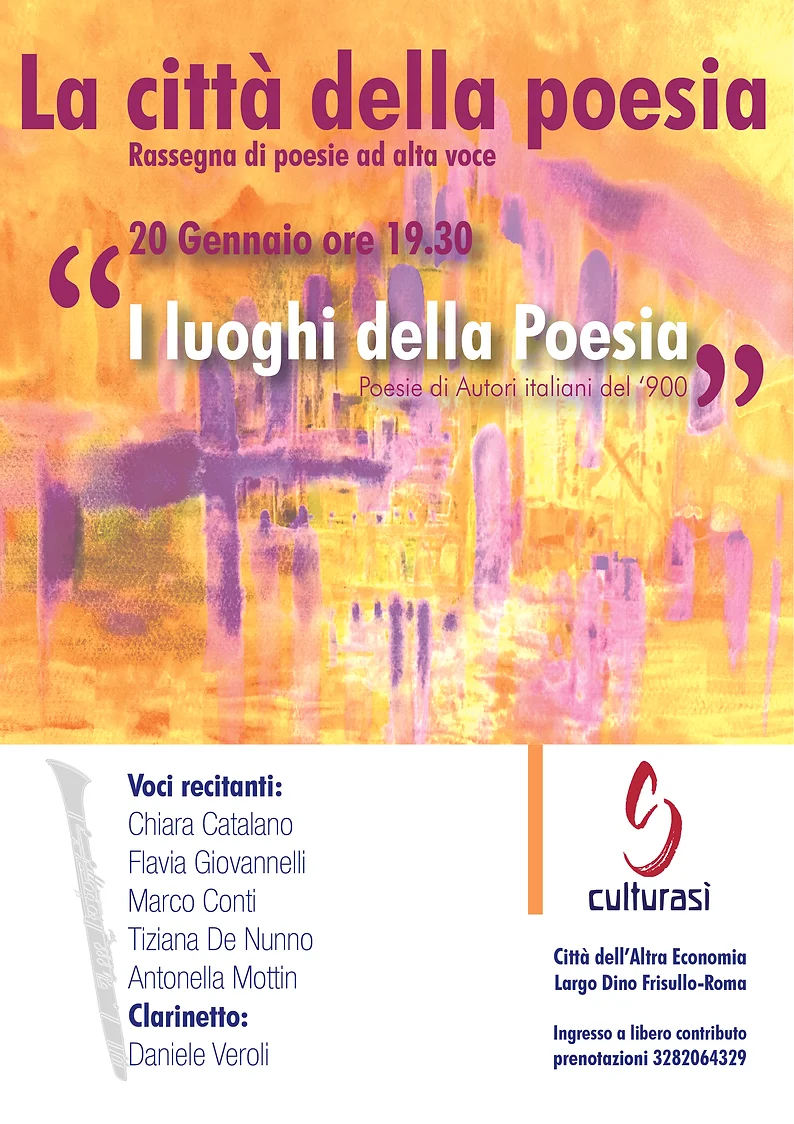 La città della poesia
Rassegna di poesie ad alta voce
20 Gennaio ore 19.30
“I luoghi della Poesia”
Poesie di Autori italiani del ‘900
Voci recitanti:
Chiara Catalano
Flavia Giovannelli
Marco Conti
Tiziana De Nunno
Antonella Mottin
Clarinetto:
Daniele Veroli
culturasì
Città dell’Altra Economia
Largo Dino Frisullo-Roma
Ingresso a libero contributo
prenotazioni 3282064329